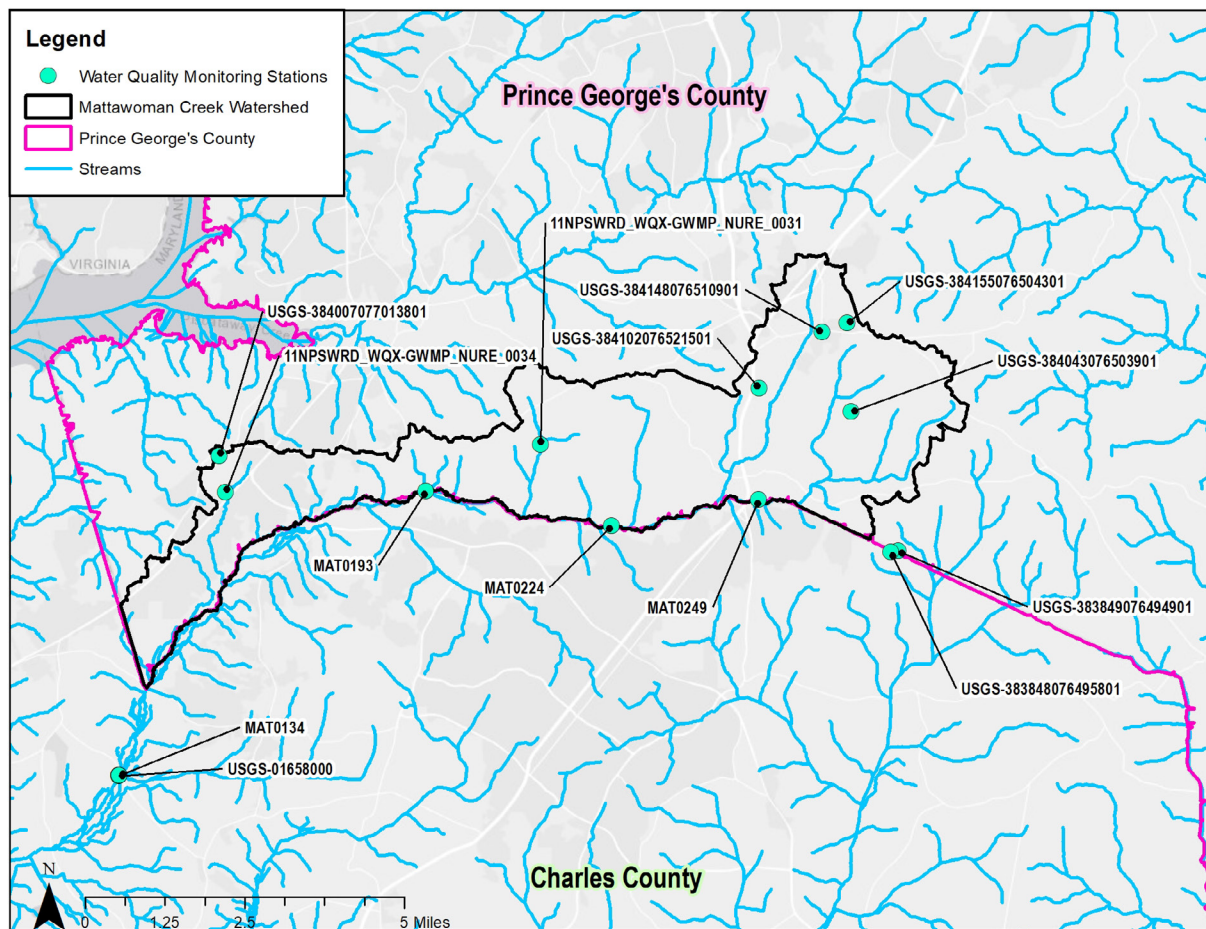 Legend
Water Quality Monitoring Stations
Mattawoman Creek Watershed
Prince George's County
Streams
Prince George's County
MARYLAND
VIRGINIA
11NPSWRD_WQX-GWMP_NURE_0031
USGS-384148076510901
USGS-384155076504301
USGS-384007077013801
USGS-384102076521501
11NPSWRD_WQX-GWMP_NURE_0034
USGS-384043076503901
MAT0193
MAT0224
MAT0249
USGS-383849076494901
USGS-383848076495801
MAT0134
USGS-01658000
Charles County
N
0 1.25 2.5 5 Miles